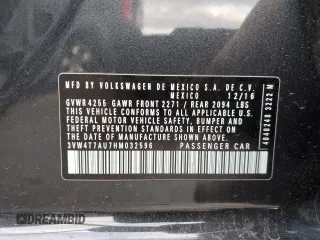 MFD. BY VOLKSWAGEN DE MEXICO S.A. DE C.V.
MEXICO 12/16
GVWR 4255 GAWR FRONT 2271 / REAR 2094 LBS
THIS VEHICLE CONFORMS TO ALL APPLICABLE U.S.
FEDERAL MOTOR VEHICLE SAFETY, BUMPER, AND
THEFT PREVENTION STANDARDS IN EFFECT ON THE
DATE OF MANUFACTURE SHOWN ABOVE.
3VW4T7AU7HM032596 PASSENGER CAR
3222 M
© DREAMBID